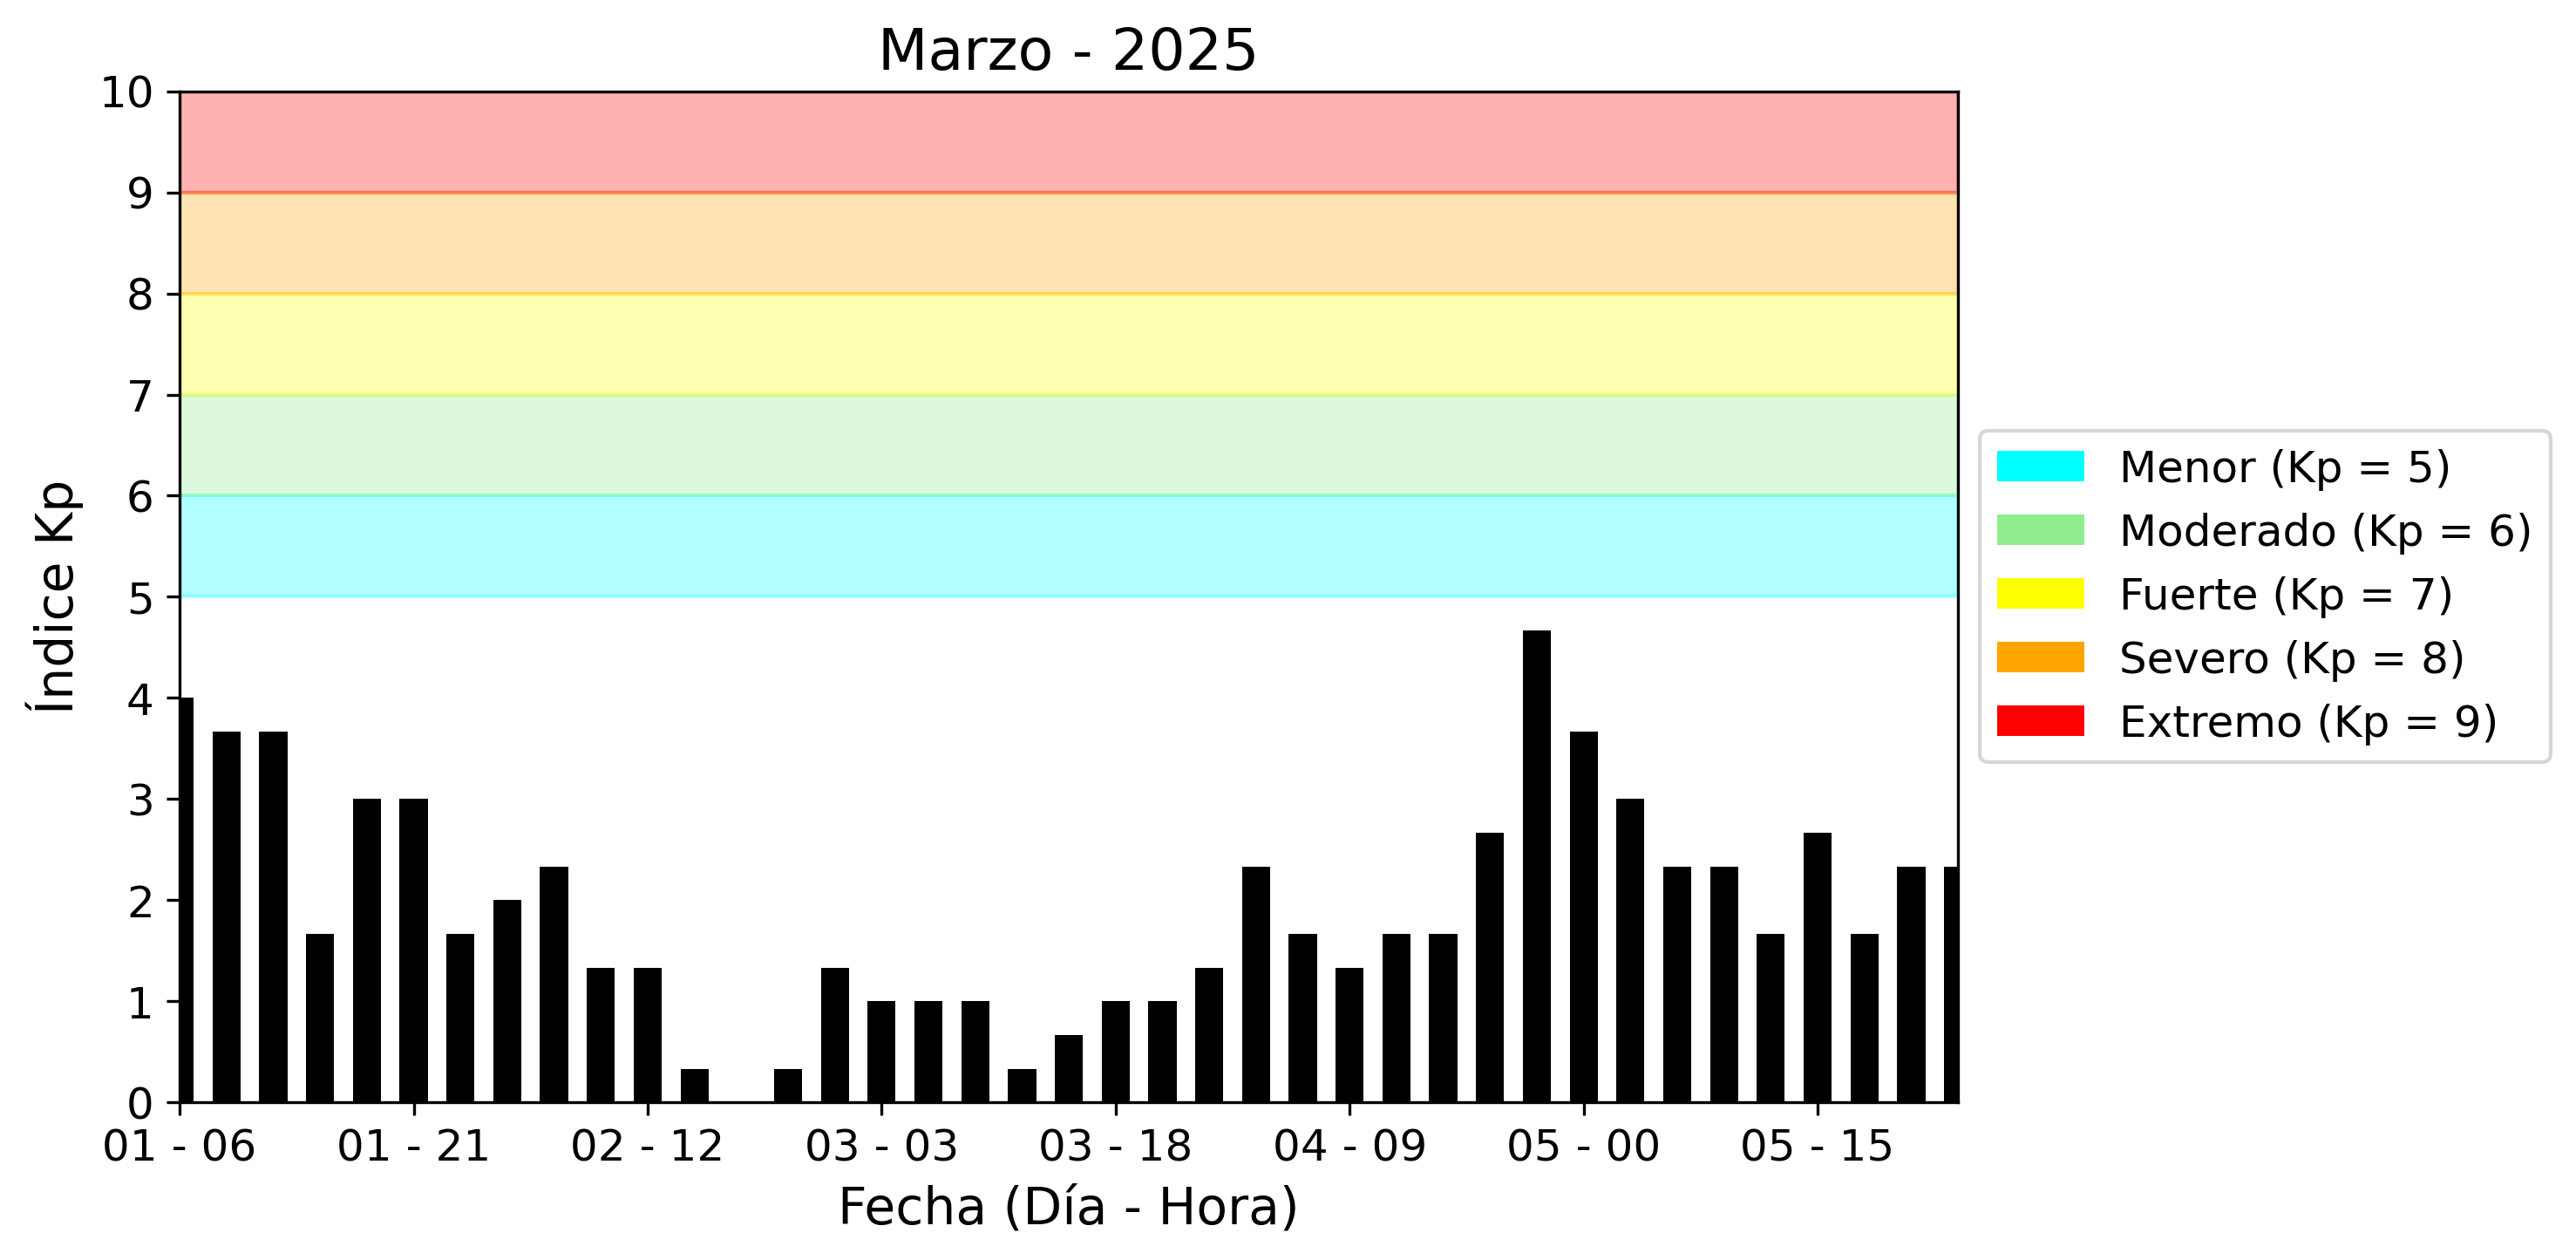 Marzo - 2025
10
9
8
7
6
5
4
3
2
1
0
Índice Kp
01 - 06
01 - 21
02 - 12
03 - 03
03 - 18
04 - 09
05 - 00
05 - 15
Fecha (Día - Hora)
Menor (Kp = 5)
Moderado (Kp = 6)
Fuerte (Kp = 7)
Severo (Kp = 8)
Extremo (Kp = 9)